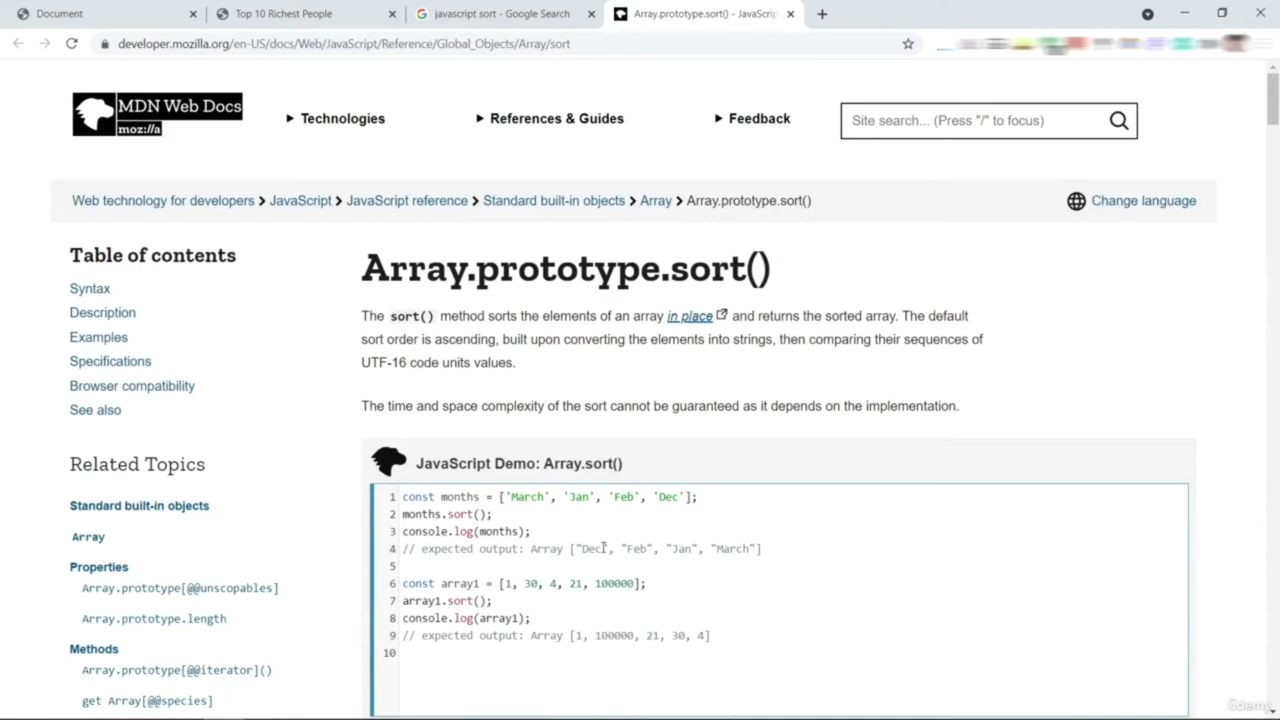 Document
Top 10 Richest People
javascript sort - Google Search
Array.prototype.sort() - JavaScrip
developer.mozilla.org/en-US/docs/Web/JavaScript/Reference/Global_Objects/Array/sort
MDN Web Docs
moz://a
Technologies
References & Guides
Feedback
Site search... (Press "/" to focus)
Web technology for developers > JavaScript > JavaScript reference > Standard built-in objects > Array > Array.prototype.sort()
Change language
Table of contents
Syntax
Description
Examples
Specifications
Browser compatibility
See also
Related Topics
Standard built-in objects
Array
Properties
Array.prototype[@@unscopables]
Array.prototype.length
Methods
Array.prototype[@@iterator]()
get Array[@@species]
Array.prototype.sort()
The sort() method sorts the elements of an array in place and returns the sorted array. The default
sort order is ascending, built upon converting the elements into strings, then comparing their sequences of
UTF-16 code units values.
The time and space complexity of the sort cannot be guaranteed as it depends on the implementation.
JavaScript Demo: Array.sort()
1 const months = ['March', 'Jan', 'Feb', 'Dec'];
2 months.sort();
3 console.log(months);
4 // expected output: Array ["Dec", "Feb", "Jan", "March"]
5
6 const array1 = [1, 30, 4, 21, 100000];
7 array1.sort();
8 console.log(array1);
9 // expected output: Array [1, 100000, 21, 30, 4]
10
ûdemy